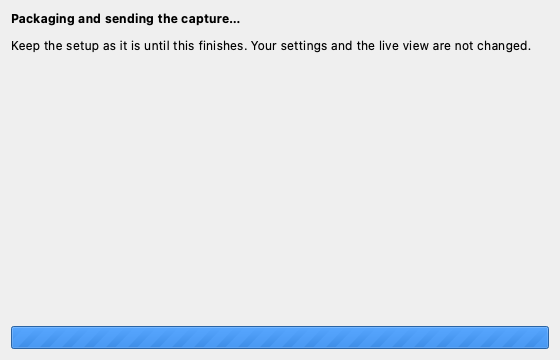 Packaging and sending the capture...
Keep the setup as it is until this finishes. Your settings and the live view are not changed.